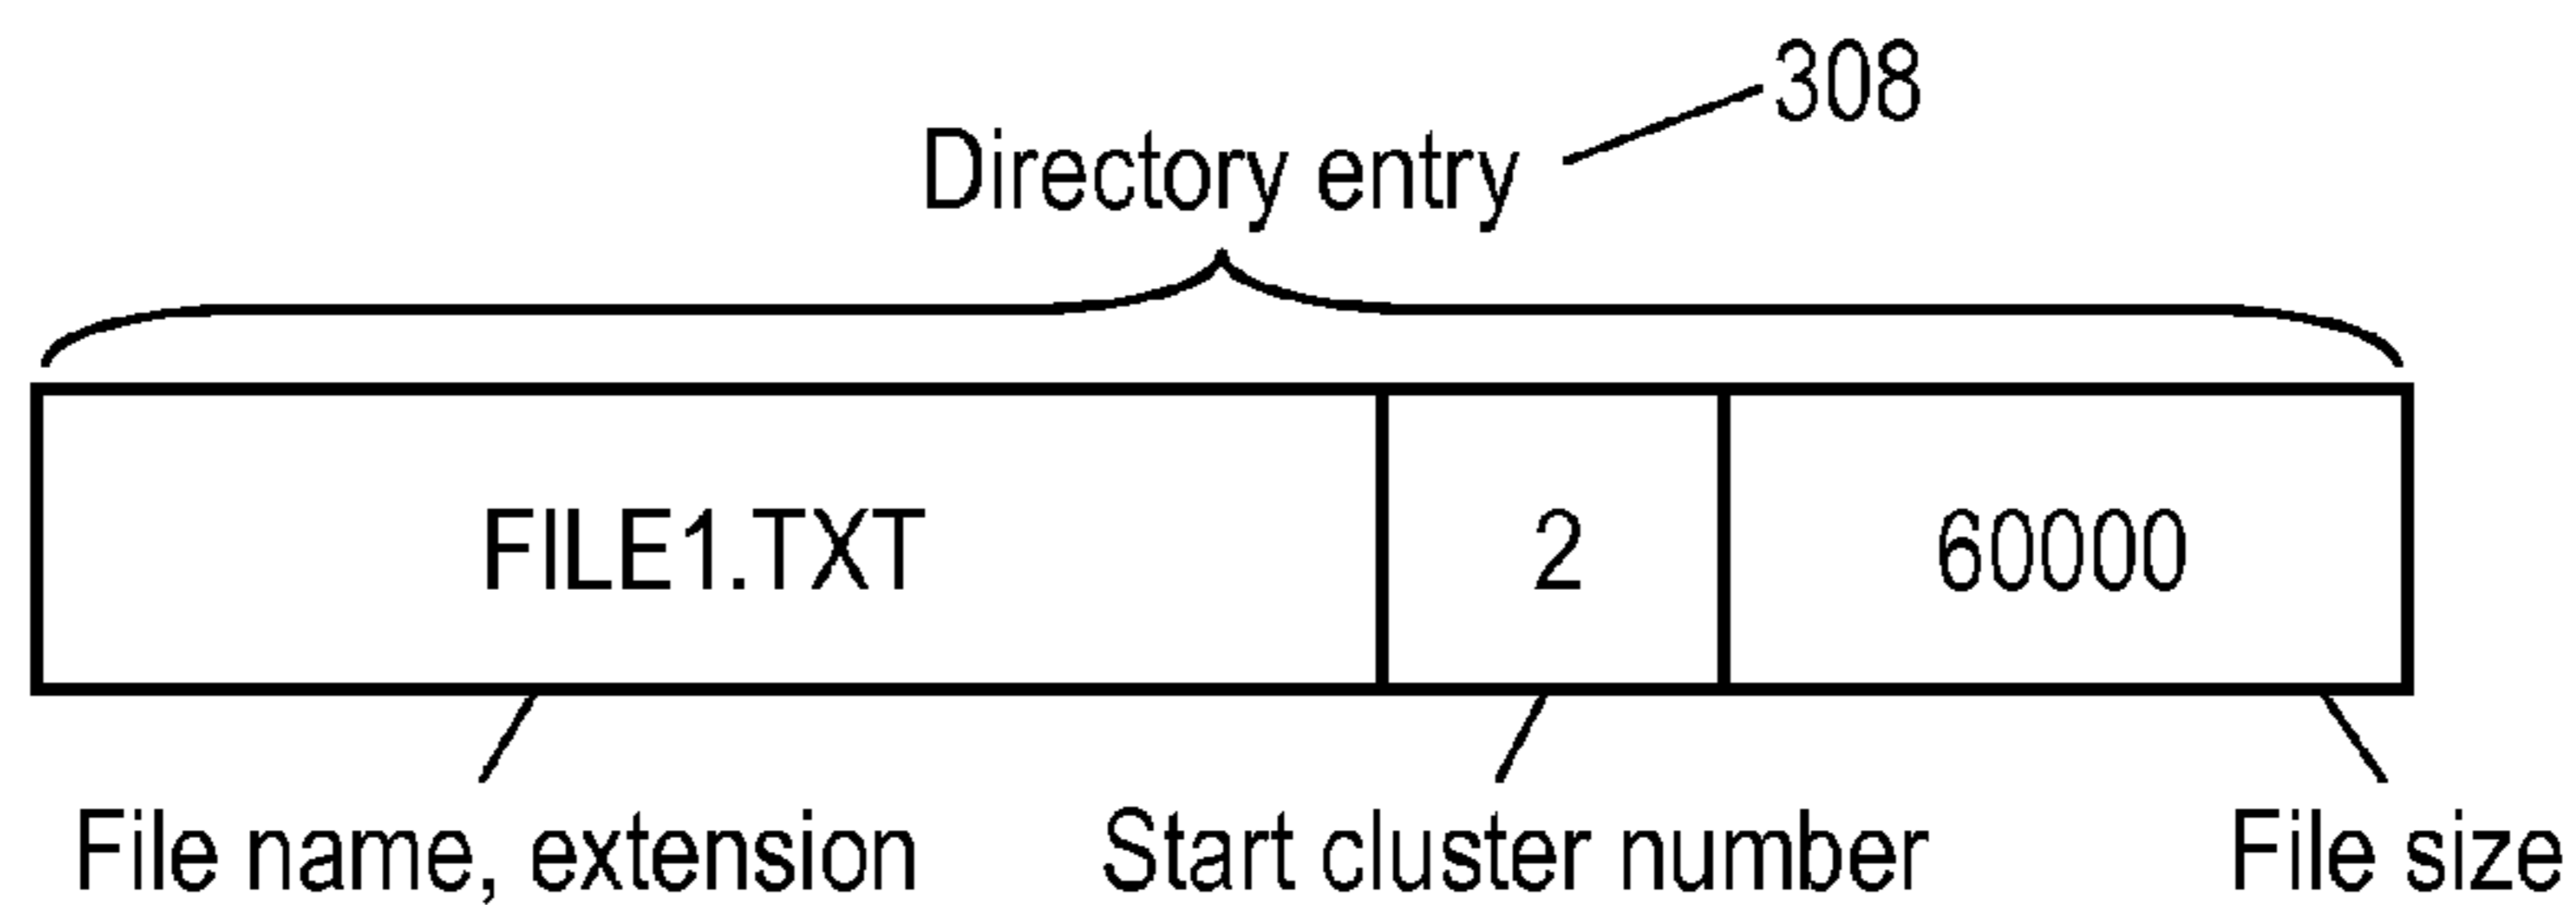 308
Directory entry
FILE1.TXT 2 60000
File name, extension Start cluster number File size